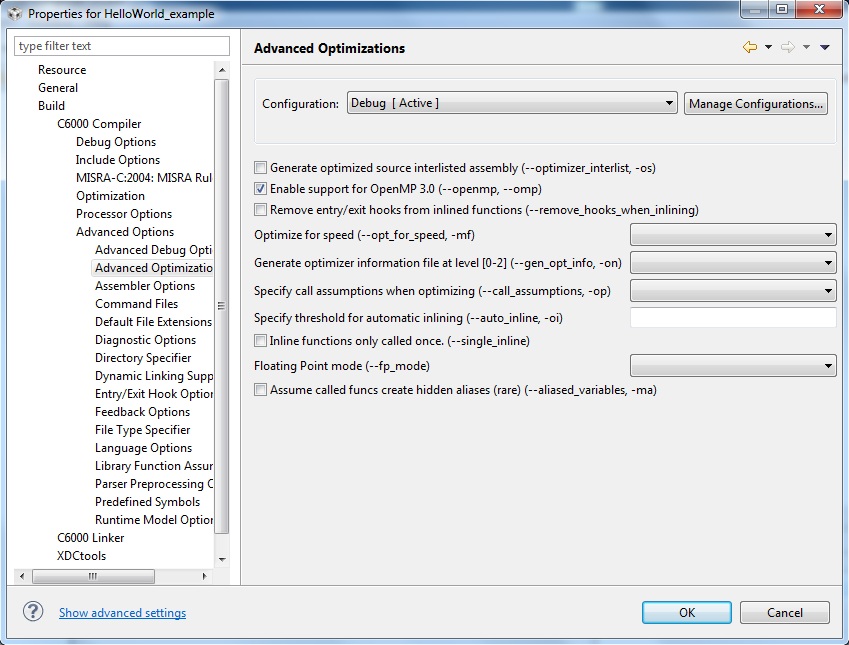 Properties for HelloWorld_example
type filter text
Resource
General
Build
C6000 Compiler
Debug Options
Include Options
MISRA-C:2004: MISRA Rul
Optimization
Processor Options
Advanced Options
Advanced Debug Opti
Advanced Optimizatio
Assembler Options
Command Files
Default File Extensions
Diagnostic Options
Directory Specifier
Dynamic Linking Supp
Entry/Exit Hook Option
Feedback Options
File Type Specifier
Language Options
Library Function Assur
Parser Preprocessing C
Predefined Symbols
Runtime Model Option
C6000 Linker
XDCtools
Advanced Optimizations
Configuration: Debug [ Active ] Manage Configurations...
Generate optimized source interlisted assembly (--optimizer_interlist, -os)
Enable support for OpenMP 3.0 (--openmp, --omp)
Remove entry/exit hooks from inlined functions (--remove_hooks_when_inlining)
Optimize for speed (--opt_for_speed, -mf)
Generate optimizer information file at level [0-2] (--gen_opt_info, -on)
Specify call assumptions when optimizing (--call_assumptions, -op)
Specify threshold for automatic inlining (--auto_inline, -oi)
Inline functions only called once. (--single_inline)
Floating Point mode (--fp_mode)
Assume called funcs create hidden aliases (rare) (--aliased_variables, -ma)
? Show advanced settings
OK Cancel